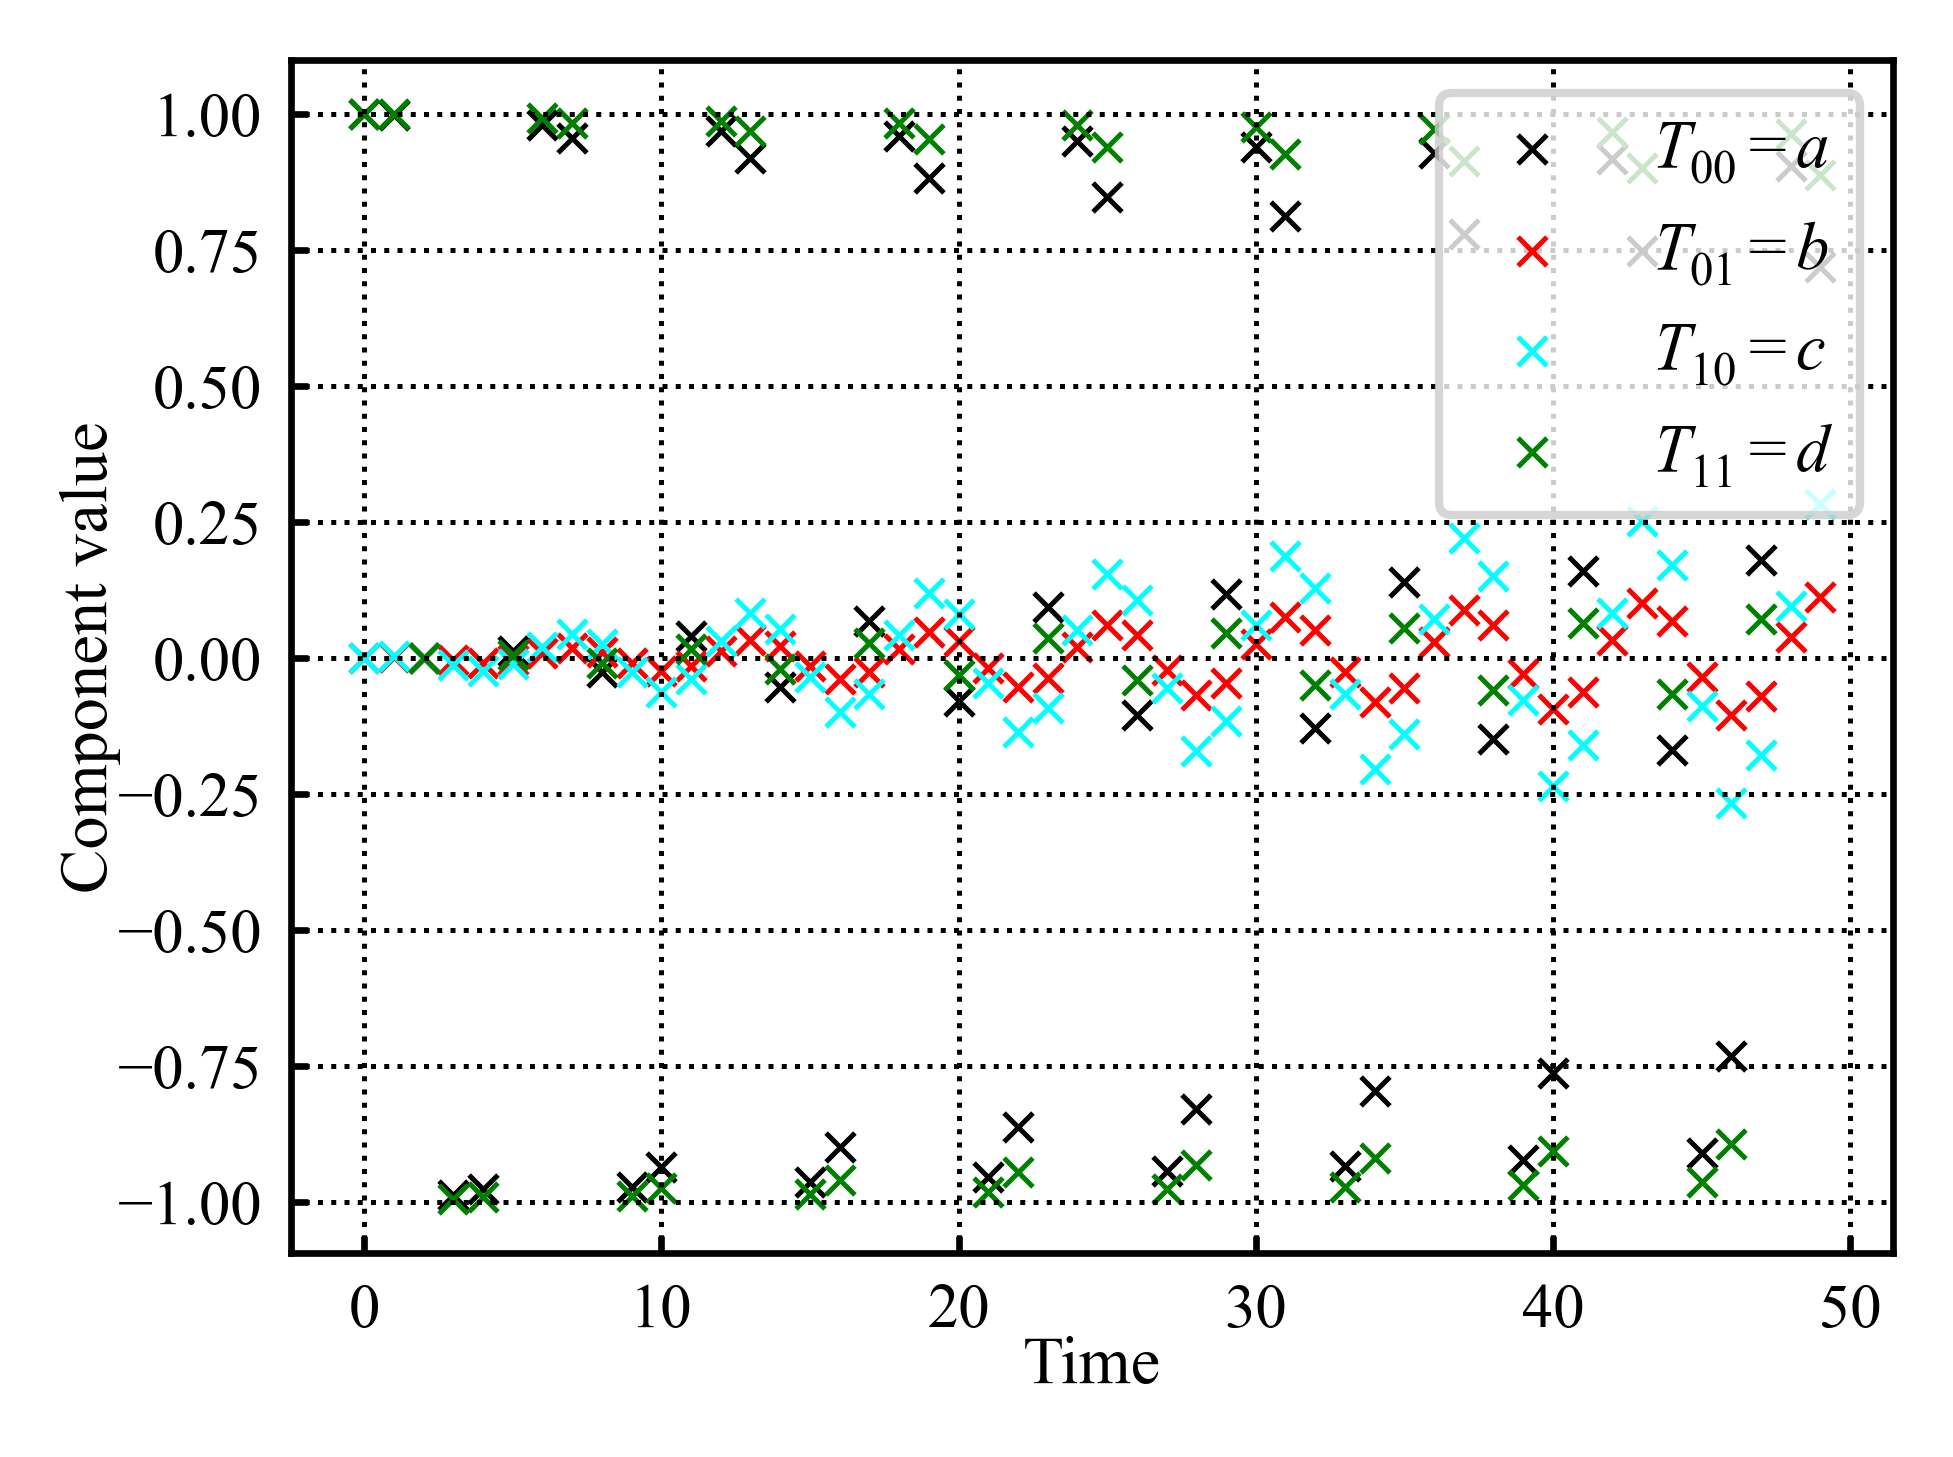 1.00
0.75
0.50
0.25
0.00
−0.25
−0.50
−0.75
−1.00
Component value
T₀₀ = a
T₀₁ = b
T₁₀ = c
T₁₁ = d
0 10 20 30 40 50
Time